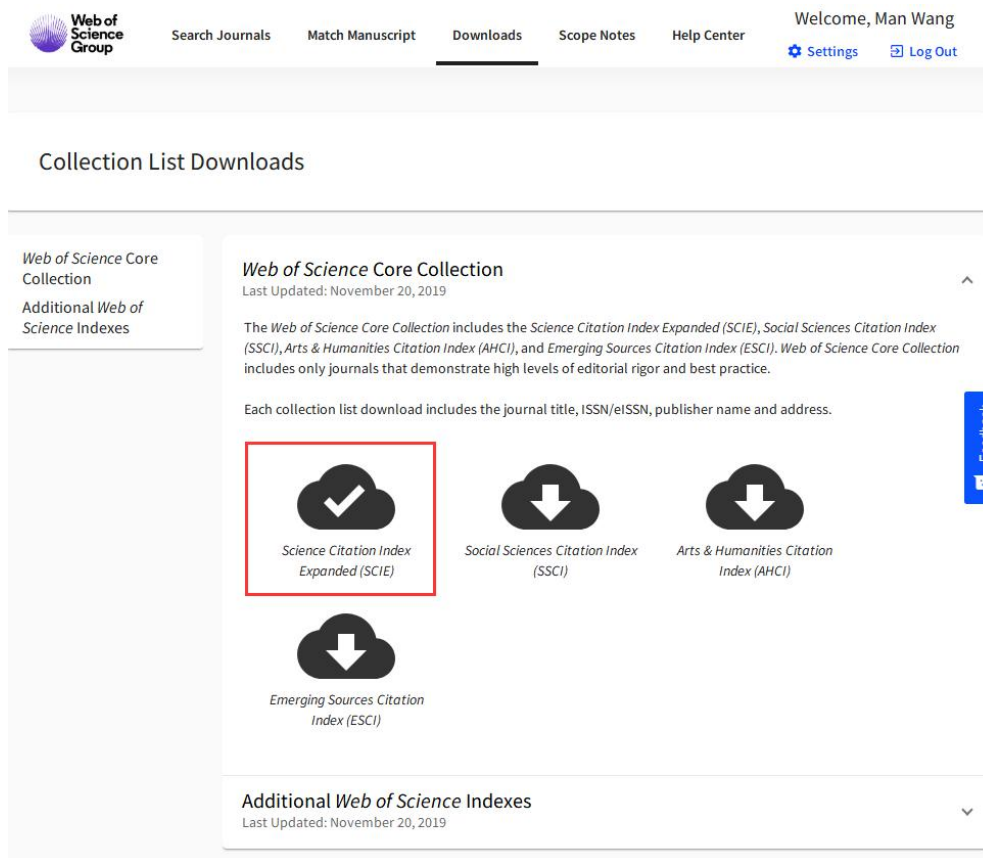 Web of
Science
Group
Search Journals
Match Manuscript
Downloads
Scope Notes
Help Center
Welcome, Man Wang
Settings
Log Out
Collection List Downloads
Web of Science Core
Collection
Additional Web of
Science Indexes
Web of Science Core Collection
Last Updated: November 20, 2019
The Web of Science Core Collection includes the Science Citation Index Expanded (SCIE), Social Sciences Citation Index
(SSCI), Arts & Humanities Citation Index (AHCI), and Emerging Sources Citation Index (ESCI). Web of Science Core Collection
includes only journals that demonstrate high levels of editorial rigor and best practice.
Each collection list download includes the journal title, ISSN/eISSN, publisher name and address.
Science Citation Index
Expanded (SCIE)
Social Sciences Citation Index
(SSCI)
Arts & Humanities Citation
Index (AHCI)
Emerging Sources Citation
Index (ESCI)
Additional Web of Science Indexes
Last Updated: November 20, 2019